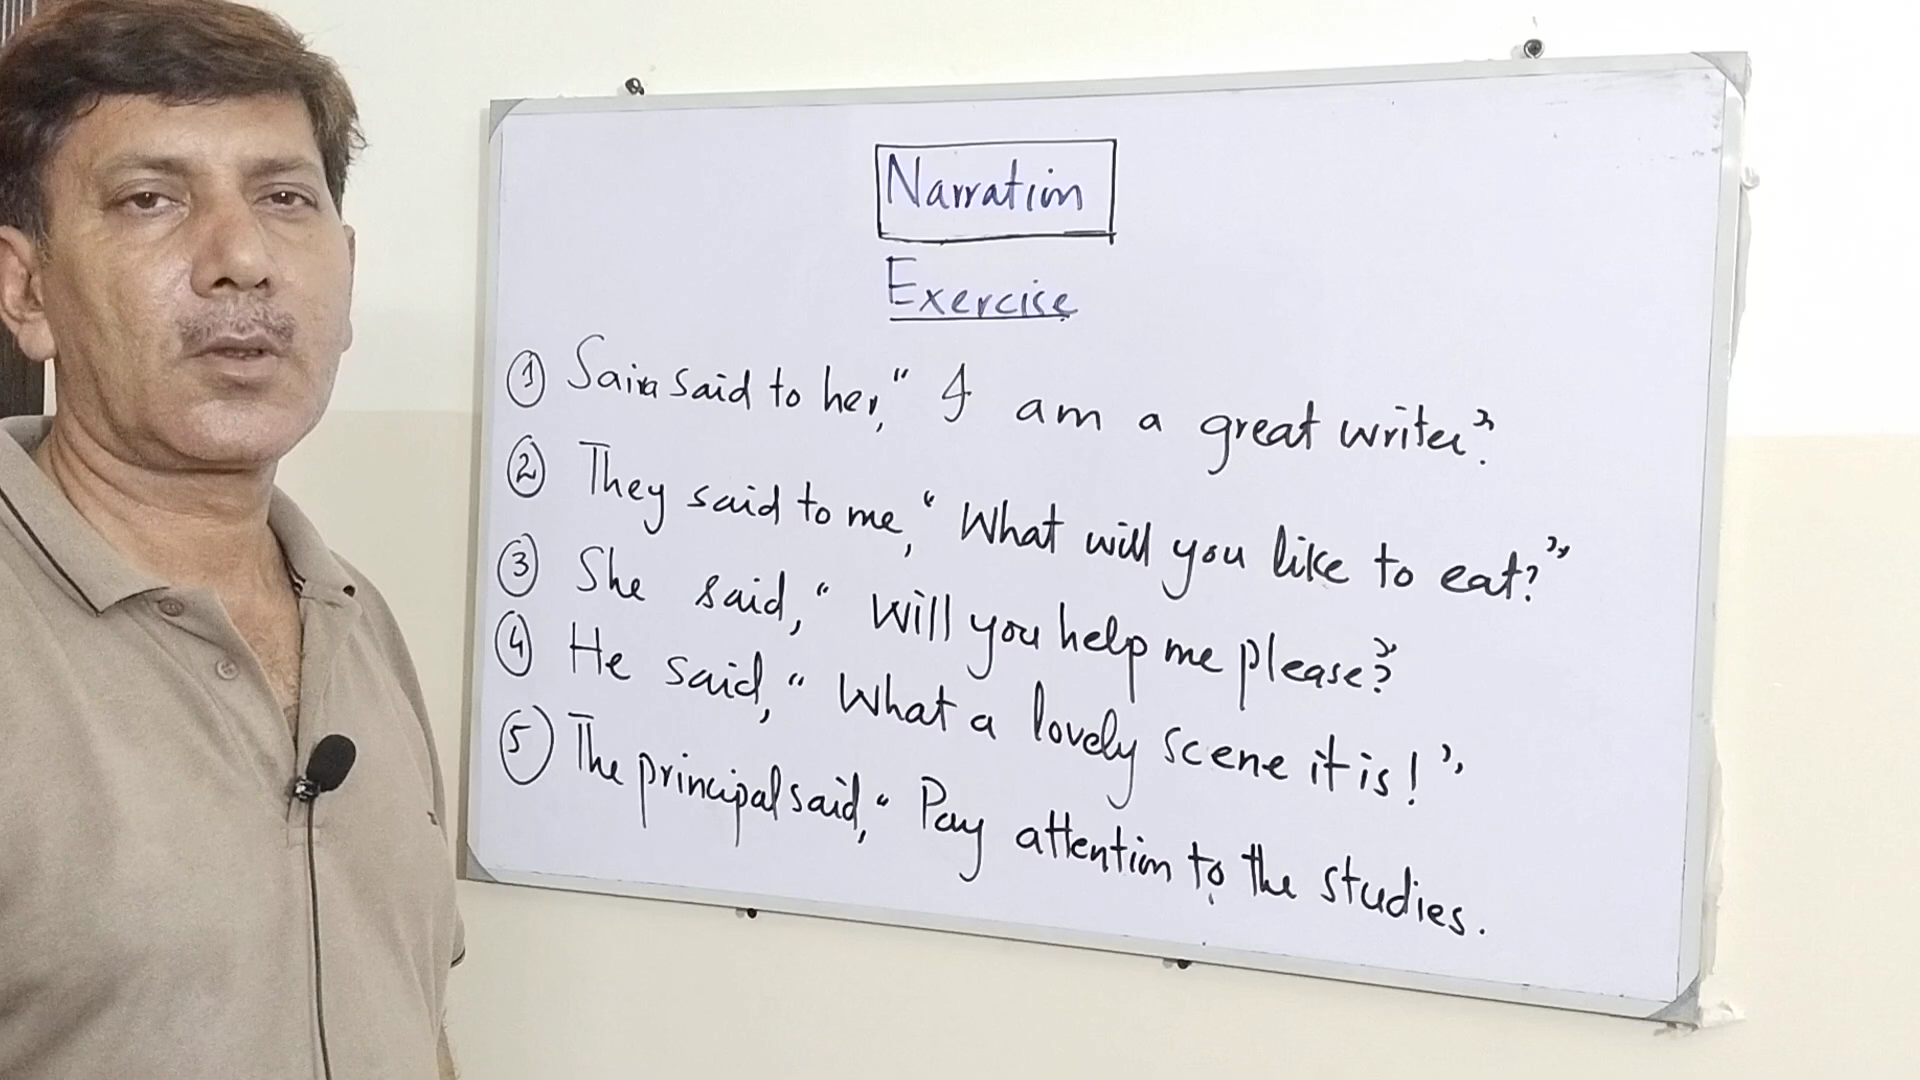 Narration
Exercise
① Saira said to her, " I am a great writer".
② They said to me, " What will you like to eat?"
③ She said, " Will you help me please?"
④ He said, " What a lovely scene it is! "
⑤ The principal said, " Pay attention to the studies.